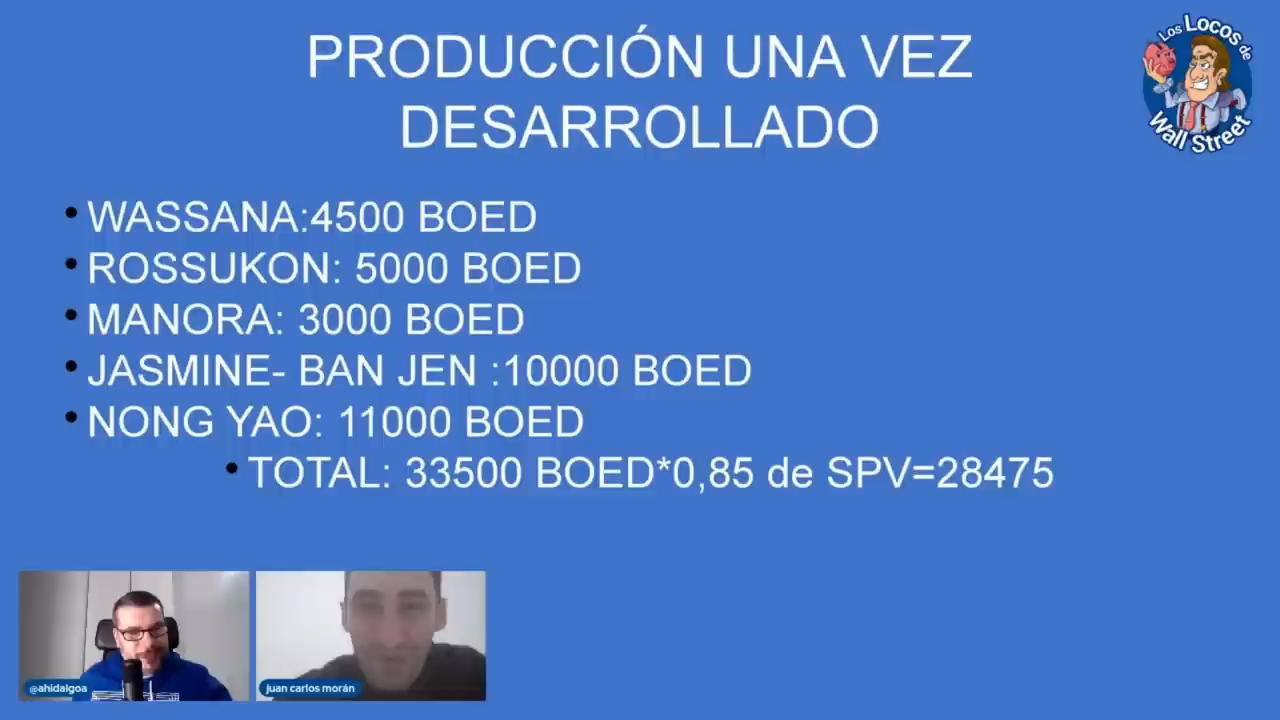 PRODUCCIÓN UNA VEZ
DESARROLLADO
Los Locos de
Wall Street
• WASSANA:4500 BOED
• ROSSUKON: 5000 BOED
• MANORA: 3000 BOED
• JASMINE- BAN JEN :10000 BOED
• NONG YAO: 11000 BOED
• TOTAL: 33500 BOED*0,85 de SPV=28475
@ahidalgoa
juan carlos morán